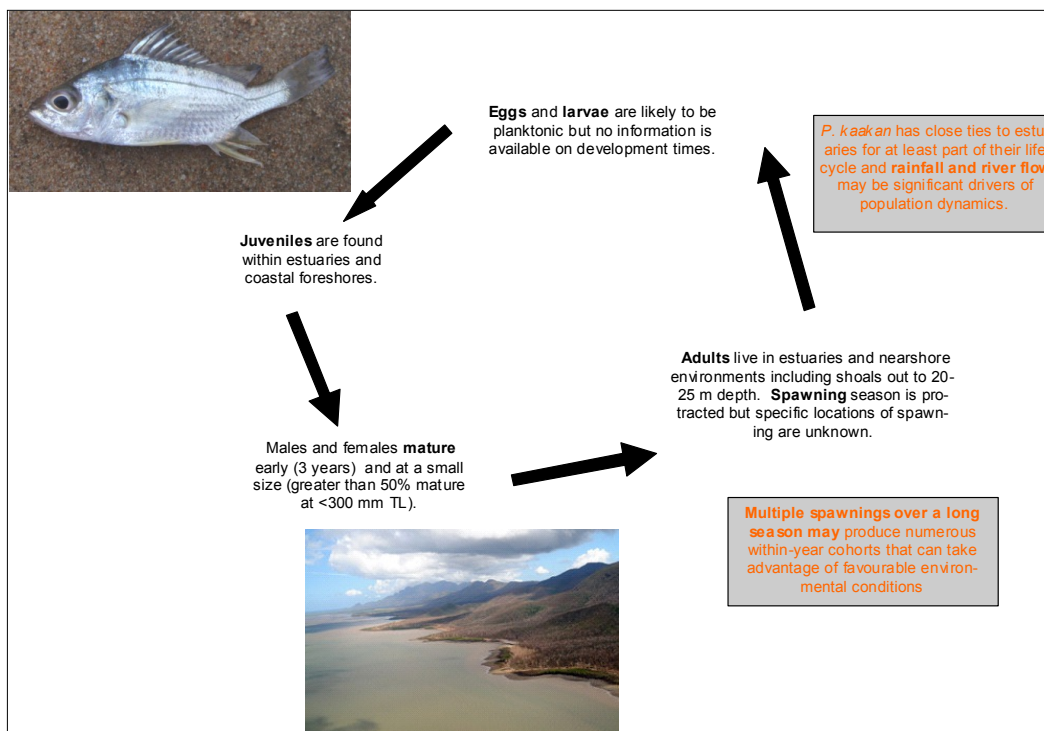 Eggs and larvae are likely to be
planktonic but no information is
available on development times.
P. kaakan has close ties to estu-
aries for at least part of their life
cycle and rainfall and river flow
may be significant drivers of
population dynamics.
Juveniles are found
within estuaries and
coastal foreshores.
Adults live in estuaries and nearshore
environments including shoals out to 20-
25 m depth.  Spawning season is pro-
tracted but specific locations of spawn-
ing are unknown.
Males and females mature
early (3 years)  and at a small
size (greater than 50% mature
at <300 mm TL).
Multiple spawnings over a long
season may produce numerous
within-year cohorts that can take
advantage of favourable environ-
mental conditions